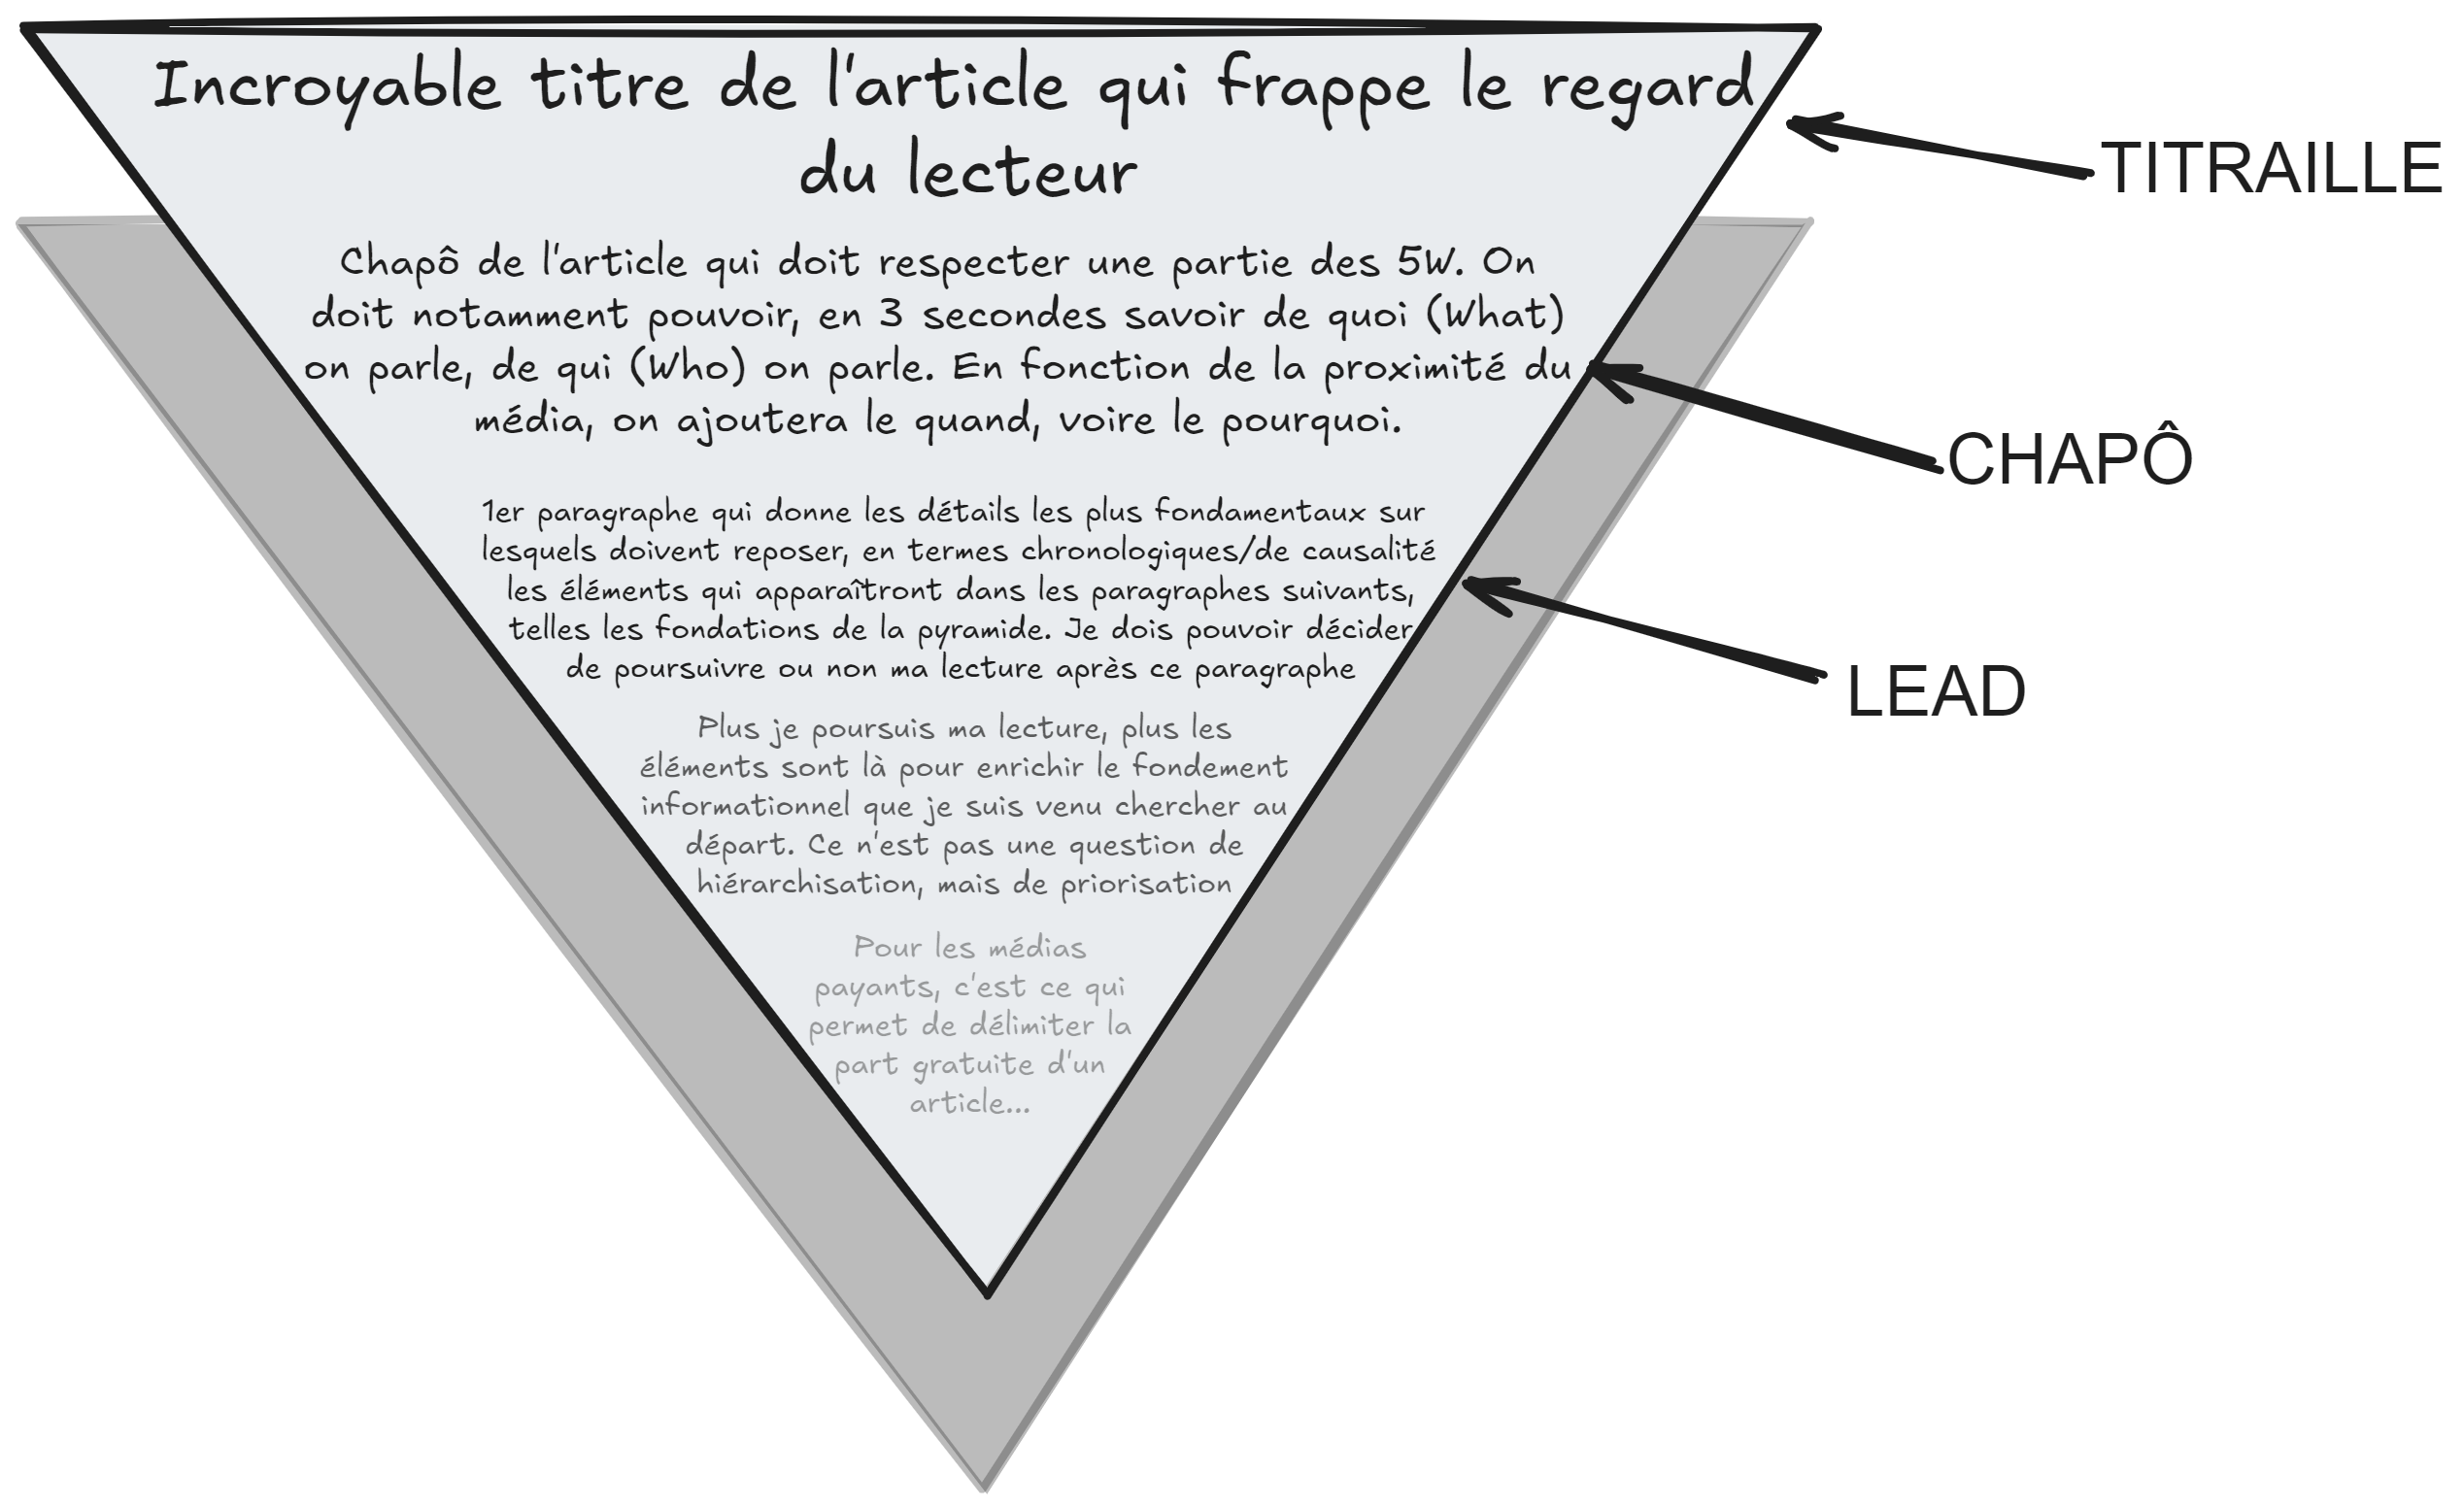 Incroyable titre de l'article qui frappe le regard
du lecteur
TITRAILLE
Chapô de l'article qui doit respecter une partie des 5W. On
doit notamment pouvoir, en 3 secondes savoir de quoi (What)
on parle, de qui (Who) on parle. En fonction de la proximité du
média, on ajoutera le quand, voire le pourquoi.
CHAPÔ
1er paragraphe qui donne les détails les plus fondamentaux sur
lesquels doivent reposer, en termes chronologiques/de causalité
les éléments qui apparaîtront dans les paragraphes suivants,
telles les fondations de la pyramide. Je dois pouvoir décider
de poursuivre ou non ma lecture après ce paragraphe
LEAD
Plus je poursuis ma lecture, plus les
éléments sont là pour enrichir le fondement
informationnel que je suis venu chercher au
départ. Ce n'est pas une question de
hiérarchisation, mais de priorisation
Pour les médias
payants, c'est ce qui
permet de délimiter la
part gratuite d'un
article...